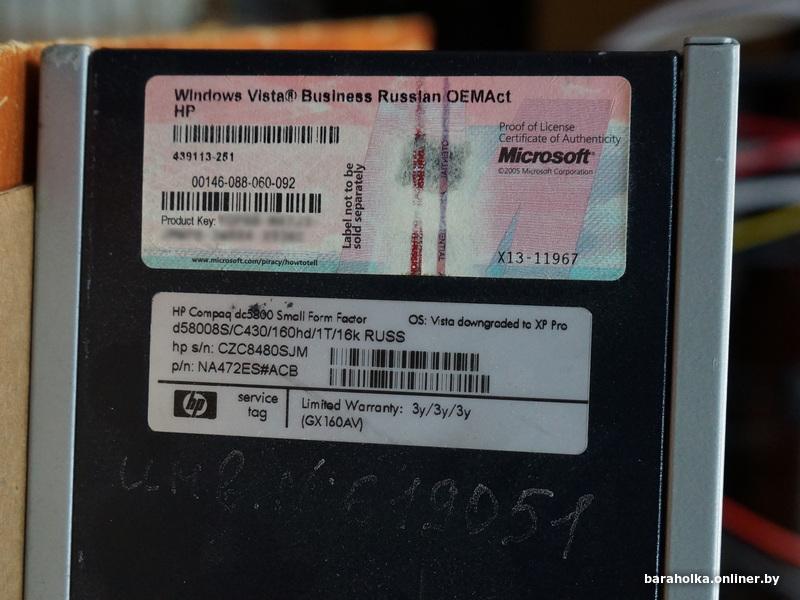 Windows Vista® Business Russian OEMAct
HP
439113-251
00146-088-060-092
Product Key:
www.microsoft.com/piracy/howtotell
Label not to be
sold separately
Proof of License
Certificate of Authenticity
Microsoft®
©2005 Microsoft Corporation
X13-11967
HP Compaq dc5800 Small Form Factor OS: Vista downgraded to XP Pro
d58008S/C430/160hd/1T/16k RUSS
hp s/n: CZC8480SJM
p/n: NA472ES#ACB
hp
service
tag
Limited Warranty: 3y/3y/3y
(GX160AV)
инв. № 619051
baraholka.onliner.by